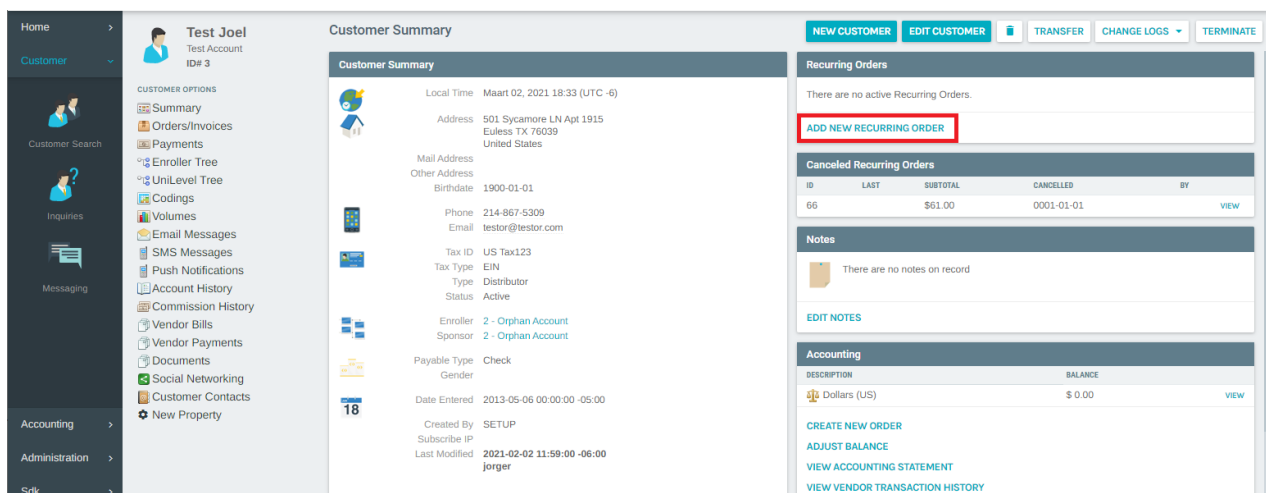 Home
Customer
Customer Search
Inquiries
Messaging
Accounting
Administration
Sdk
Test Joel
Test Account
ID# 3
CUSTOMER OPTIONS
Summary
Orders/Invoices
Payments
Enroller Tree
UniLevel Tree
Codings
Volumes
Email Messages
SMS Messages
Push Notifications
Account History
Commission History
Vendor Bills
Vendor Payments
Documents
Social Networking
Customer Contacts
New Property
Customer Summary
NEW CUSTOMER EDIT CUSTOMER TRANSFER CHANGE LOGS TERMINATE
Customer Summary
Local Time Maart 02, 2021 18:33 (UTC -6)
Address 501 Sycamore LN Apt 1915
Euless TX 76039
United States
Mail Address
Other Address
Birthdate 1900-01-01
Phone 214-867-5309
Email testor@testor.com
Tax ID US Tax123
Tax Type EIN
Type Distributor
Status Active
Enroller 2 - Orphan Account
Sponsor 2 - Orphan Account
Payable Type Check
Gender
18
Date Entered 2013-05-06 00:00:00 -05:00
Created By SETUP
Subscribe IP
Last Modified 2021-02-02 11:59:00 -06:00
jorger
Recurring Orders
There are no active Recurring Orders.
ADD NEW RECURRING ORDER
Canceled Recurring Orders
ID LAST SUBTOTAL CANCELLED BY
66 $61.00 0001-01-01 VIEW
Notes
There are no notes on record
EDIT NOTES
Accounting
DESCRIPTION BALANCE
Dollars (US) $ 0.00 VIEW
CREATE NEW ORDER
ADJUST BALANCE
VIEW ACCOUNTING STATEMENT
VIEW VENDOR TRANSACTION HISTORY